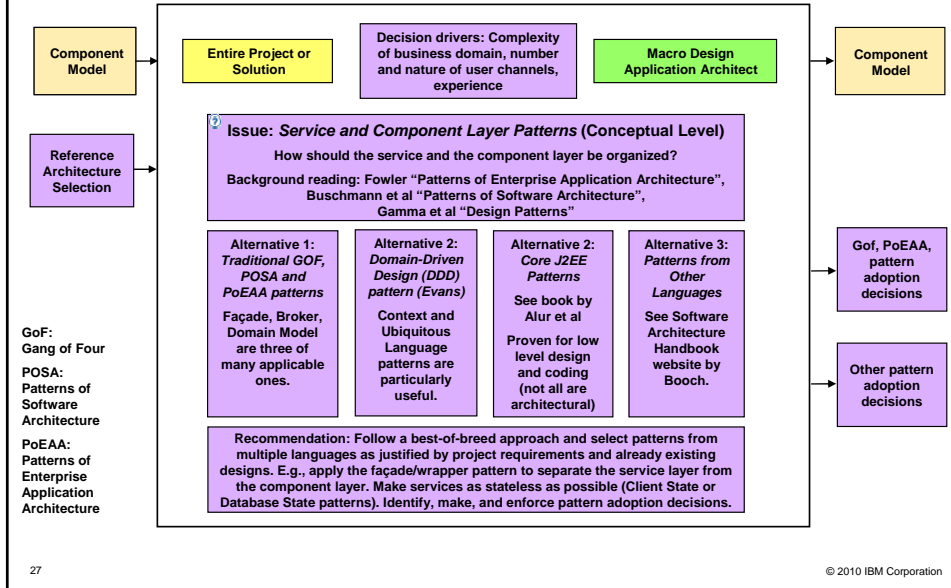 Component
Model
Entire Project or
Solution
Decision drivers: Complexity
of business domain, number
and nature of user channels,
experience
Macro Design
Application Architect
Component
Model
Reference
Architecture
Selection
Issue: Service and Component Layer Patterns (Conceptual Level)
How should the service and the component layer be organized?
Background reading: Fowler “Patterns of Enterprise Application Architecture”,
Buschmann et al “Patterns of Software Architecture”,
Gamma et al “Design Patterns”
Alternative 1:
Traditional GOF,
POSA and
PoEAA patterns
Façade, Broker,
Domain Model
are three of
many applicable
ones.
Alternative 2:
Domain-Driven
Design (DDD)
pattern (Evans)
Context and
Ubiquitous
Language
patterns are
particularly
useful.
Alternative 2:
Core J2EE
Patterns
See book by
Alur et al
Proven for low
level design
and coding
(not all are
architectural)
Alternative 3:
Patterns from
Other
Languages
See Software
Architecture
Handbook
website by
Booch.
Gof, PoEAA,
pattern
adoption
decisions
Other pattern
adoption
decisions
GoF:
Gang of Four
POSA:
Patterns of
Software
Architecture
PoEAA:
Patterns of
Enterprise
Application
Architecture
Recommendation: Follow a best-of-breed approach and select patterns from
multiple languages as justified by project requirements and already existing
designs. E.g., apply the façade/wrapper pattern to separate the service layer from
the component layer. Make services as stateless as possible (Client State or
Database State patterns). Identify, make, and enforce pattern adoption decisions.
27
© 2010 IBM Corporation